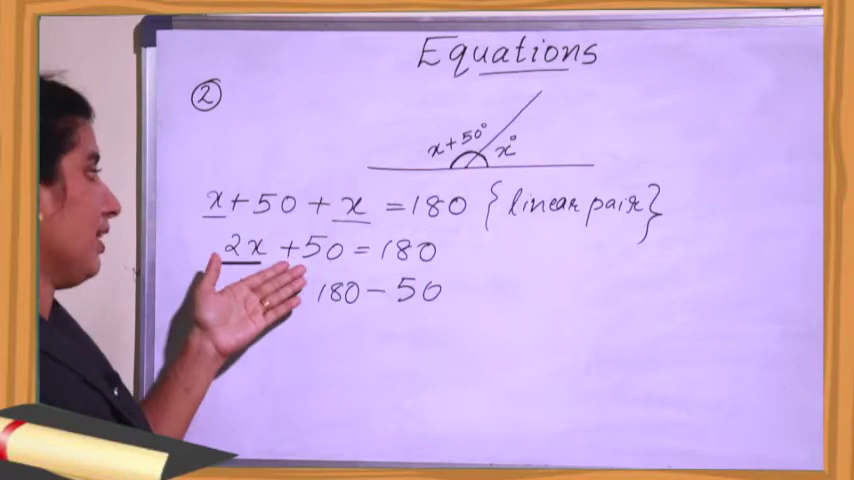 Equations
2
x+50° x°
x+50+x =180 {linear pair}
2x +50=180
180-50